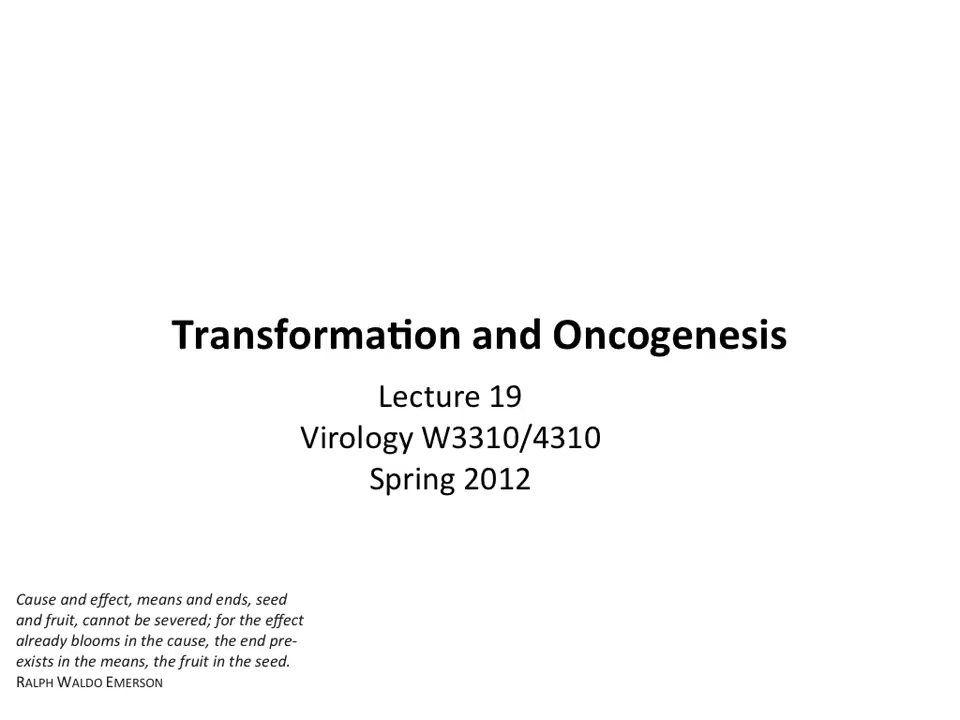 Transformation and Oncogenesis
Lecture 19
Virology W3310/4310
Spring 2012
Cause and effect, means and ends, seed
and fruit, cannot be severed; for the effect
already blooms in the cause, the end pre-
exists in the means, the fruit in the seed.
RALPH WALDO EMERSON